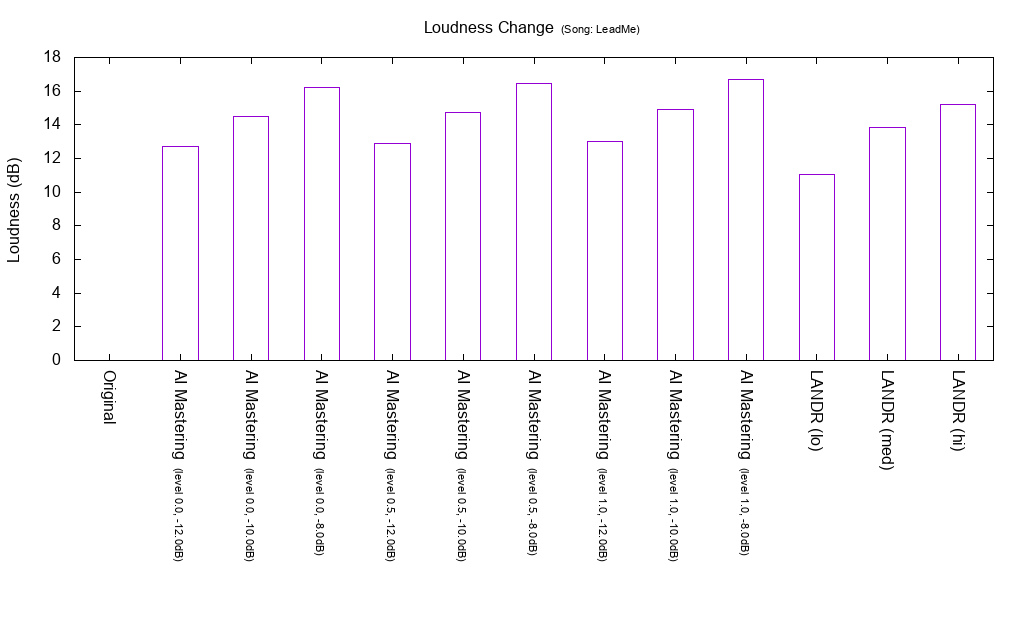 Loudness Change (Song: LeadMe)
Loudness (dB)
18
16
14
12
10
8
6
4
2
0
Original
AI Mastering (level 0.0, -12.0dB)
AI Mastering (level 0.0, -10.0dB)
AI Mastering (level 0.0, -8.0dB)
AI Mastering (level 0.5, -12.0dB)
AI Mastering (level 0.5, -10.0dB)
AI Mastering (level 0.5, -8.0dB)
AI Mastering (level 1.0, -12.0dB)
AI Mastering (level 1.0, -10.0dB)
AI Mastering (level 1.0, -8.0dB)
LANDR (lo)
LANDR (med)
LANDR (hi)